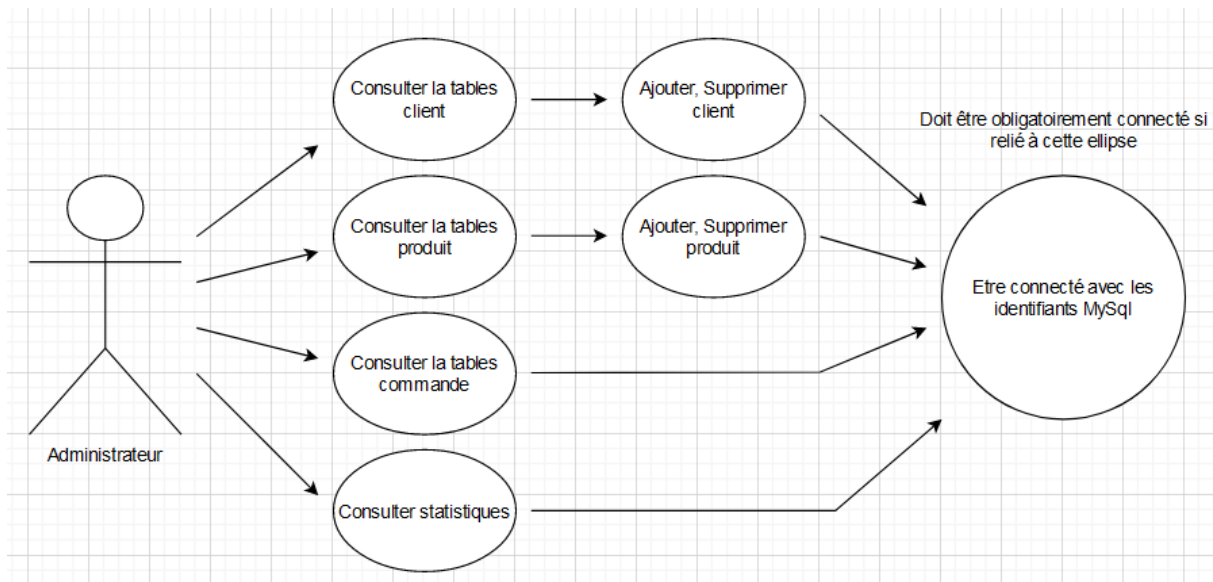 Consulter la tables
client
Ajouter, Supprimer
client
Doit être obligatoirement connecté si
relié à cette ellipse
Consulter la tables
produit
Ajouter, Supprimer
produit
Etre connecté avec les
identifiants MySql
Consulter la tables
commande
Administrateur
Consulter statistiques